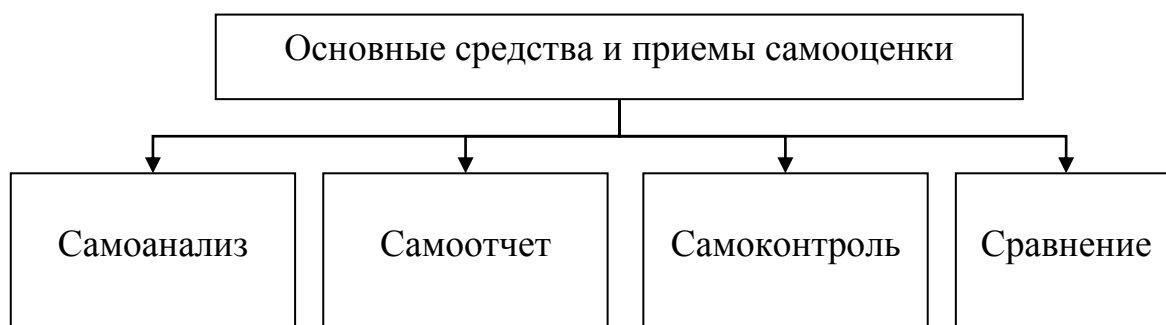 Основные средства и приемы самооценки
Самоанализ
Самоотчет
Самоконтроль
Сравнение